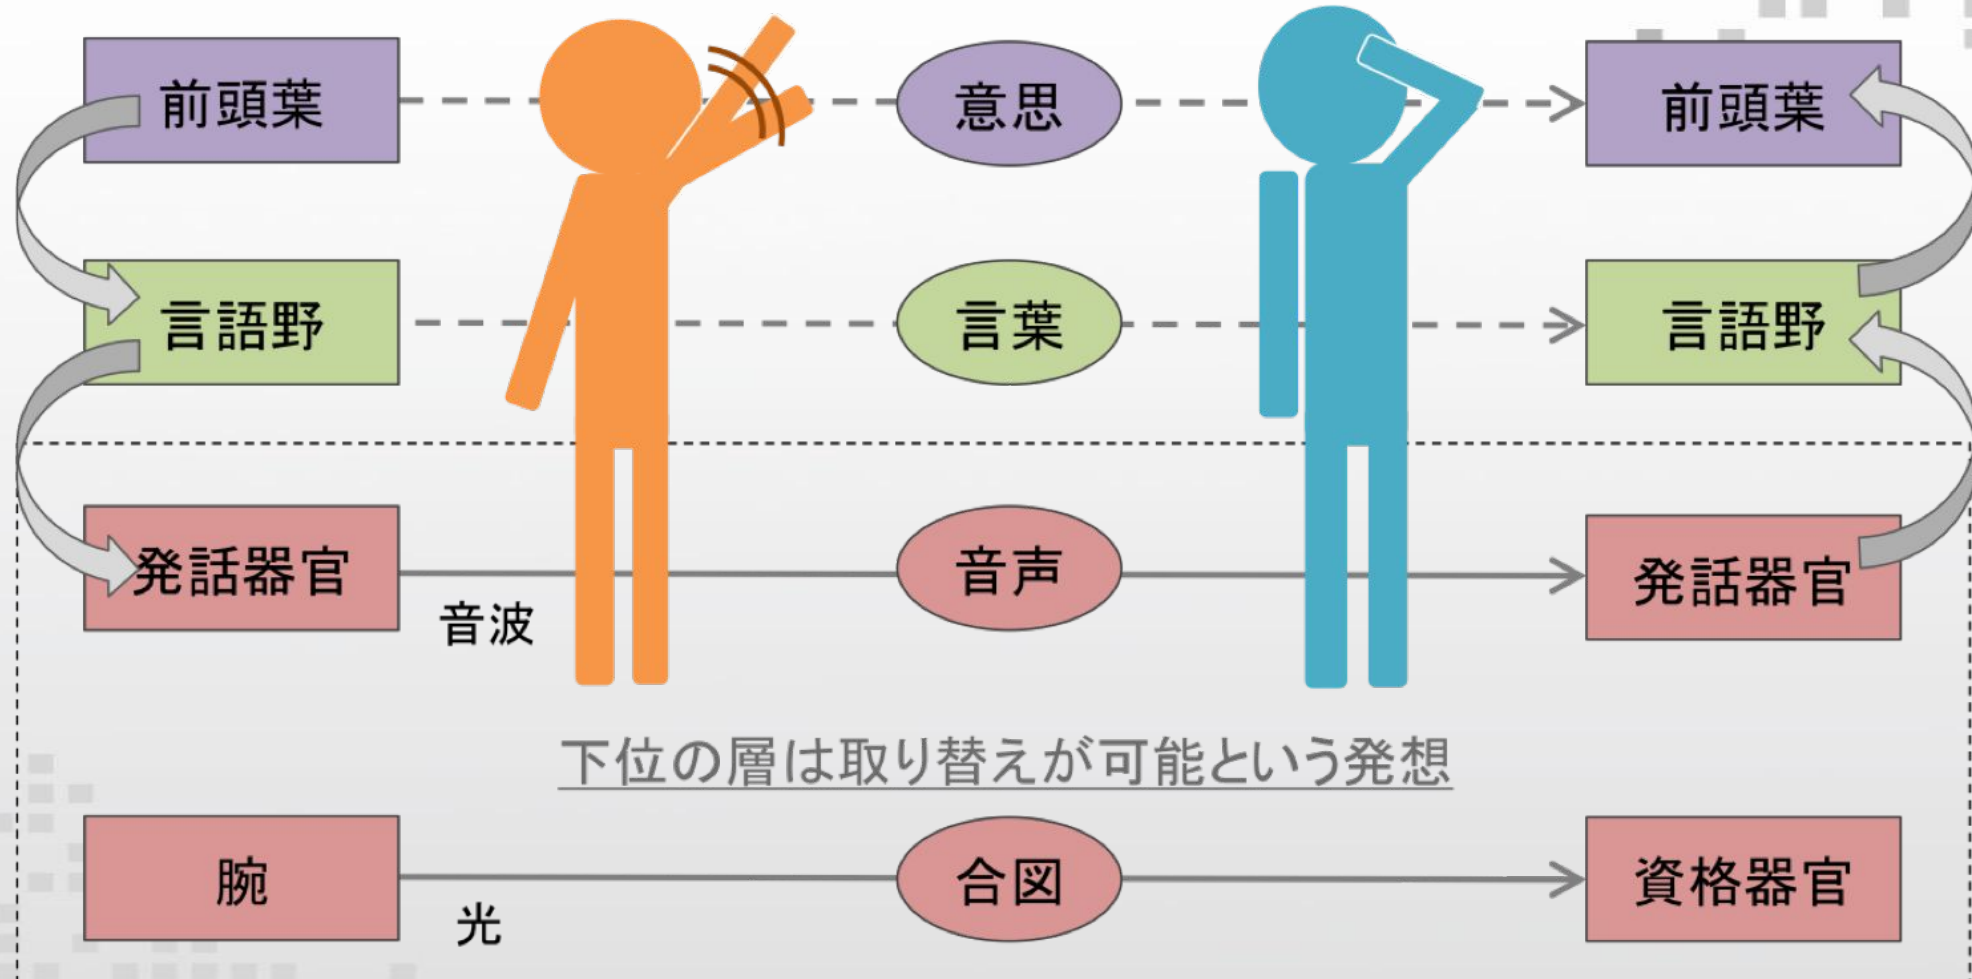 前頭葉
意思
前頭葉
言語野
言葉
言語野
発話器官
音声
発話器官
音波
下位の層は取り替えが可能という発想
腕
合図
資格器官
光